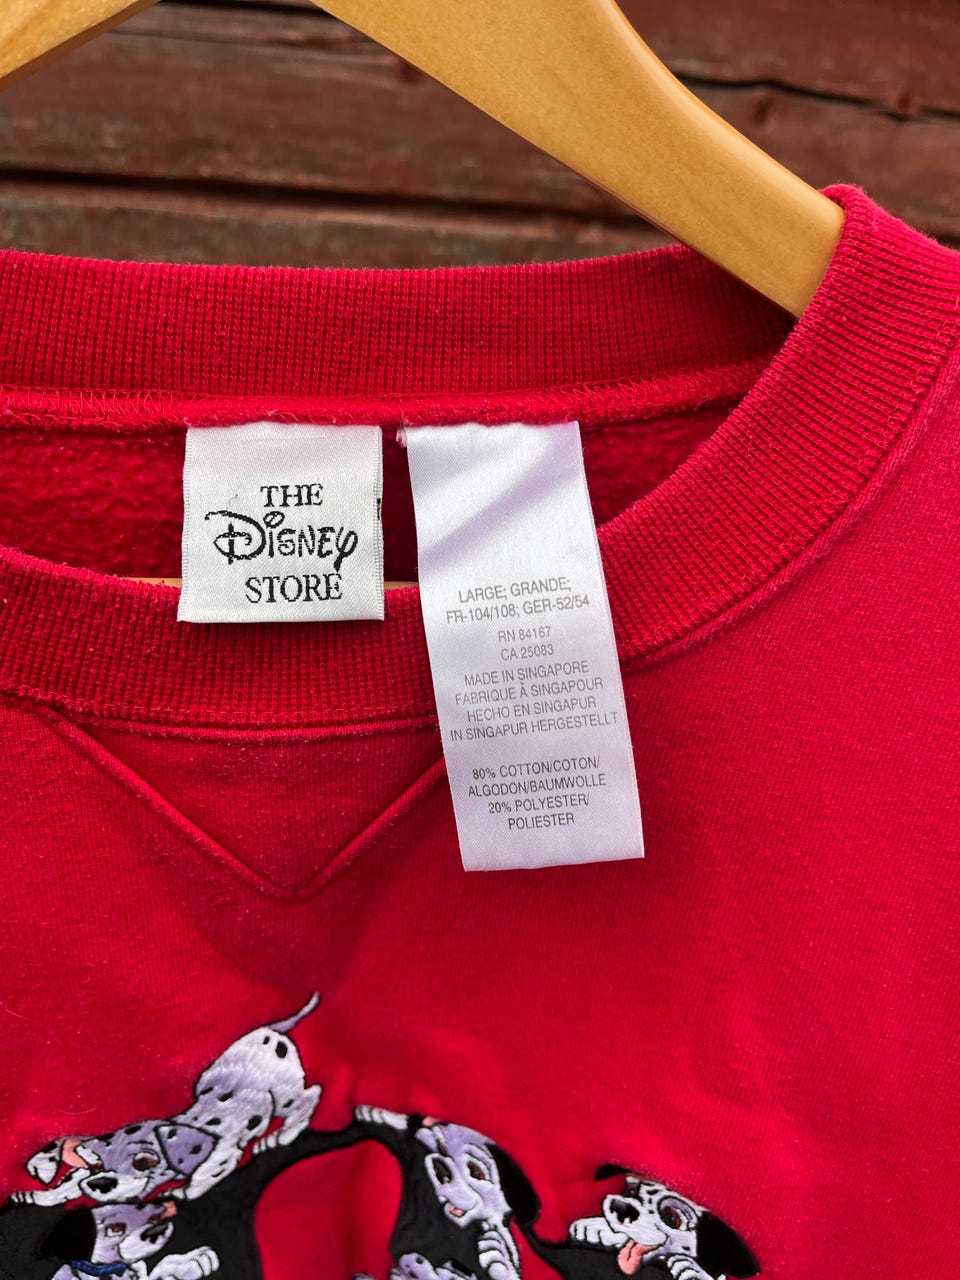 THE
Disney
STORE
LARGE; GRANDE;
FR-104/108; GER-52/54
RN 84167
CA 25083
MADE IN SINGAPORE
FABRIQUE À SINGAPOUR
HECHO EN SINGAPUR
IN SINGAPUR HERGESTELLT
80% COTTON/COTON/
ALGODON/BAUMWOLLE
20% POLYESTER/
POLIESTER